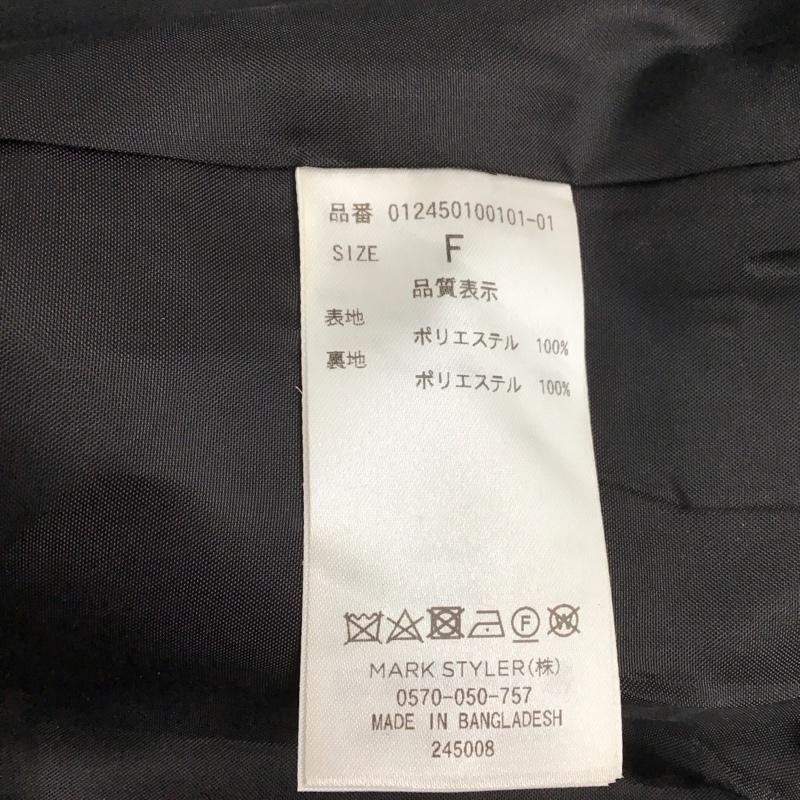 品番 012450100101-01
SIZE F
品質表示
表地
ポリエステル 100%
裏地
ポリエステル 100%
F W
MARK STYLER(株)
0570-050-757
MADE IN BANGLADESH
245008